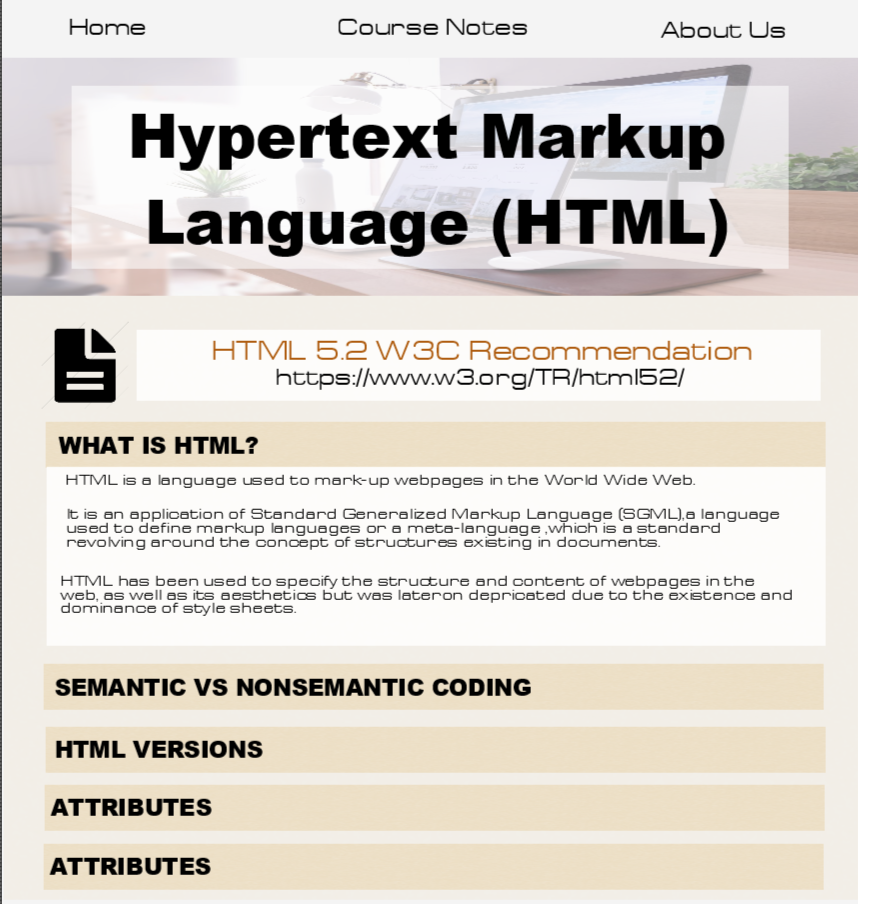 Home Course Notes About Us
Hypertext Markup
Language (HTML)
HTML 5.2 W3C Recommendation
https://www.w3.org/TR/html52/
WHAT IS HTML?
HTML is a language used to mark-up webpages in the World Wide Web.
It is an application of Standard Generalized Markup Language (SGML),a language
used to define markup languages or a meta-language ,which is a standard
revolving around the concept of structures existing in documents.
HTML has been used to specify the structure and content of webpages in the
web, as well as its aesthetics but was lateron depricated due to the existence and
dominance of style sheets.
SEMANTIC VS NONSEMANTIC CODING
HTML VERSIONS
ATTRIBUTES
ATTRIBUTES